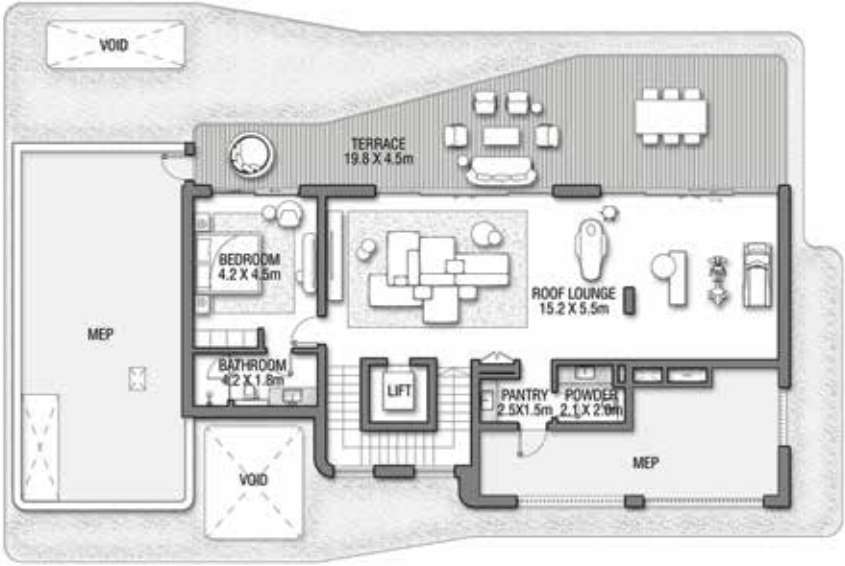 VOID
TERRACE
19.8 X 4.5m
BEDROOM
4.2 X 4.5m
ROOF LOUNGE
15.2 X 5.5m
MEP
BATHROOM
4.2 X 1.8m
LIFT
PANTRY
2.5X1.5m
POWDER
2.1 X 2.0m
MEP
VOID